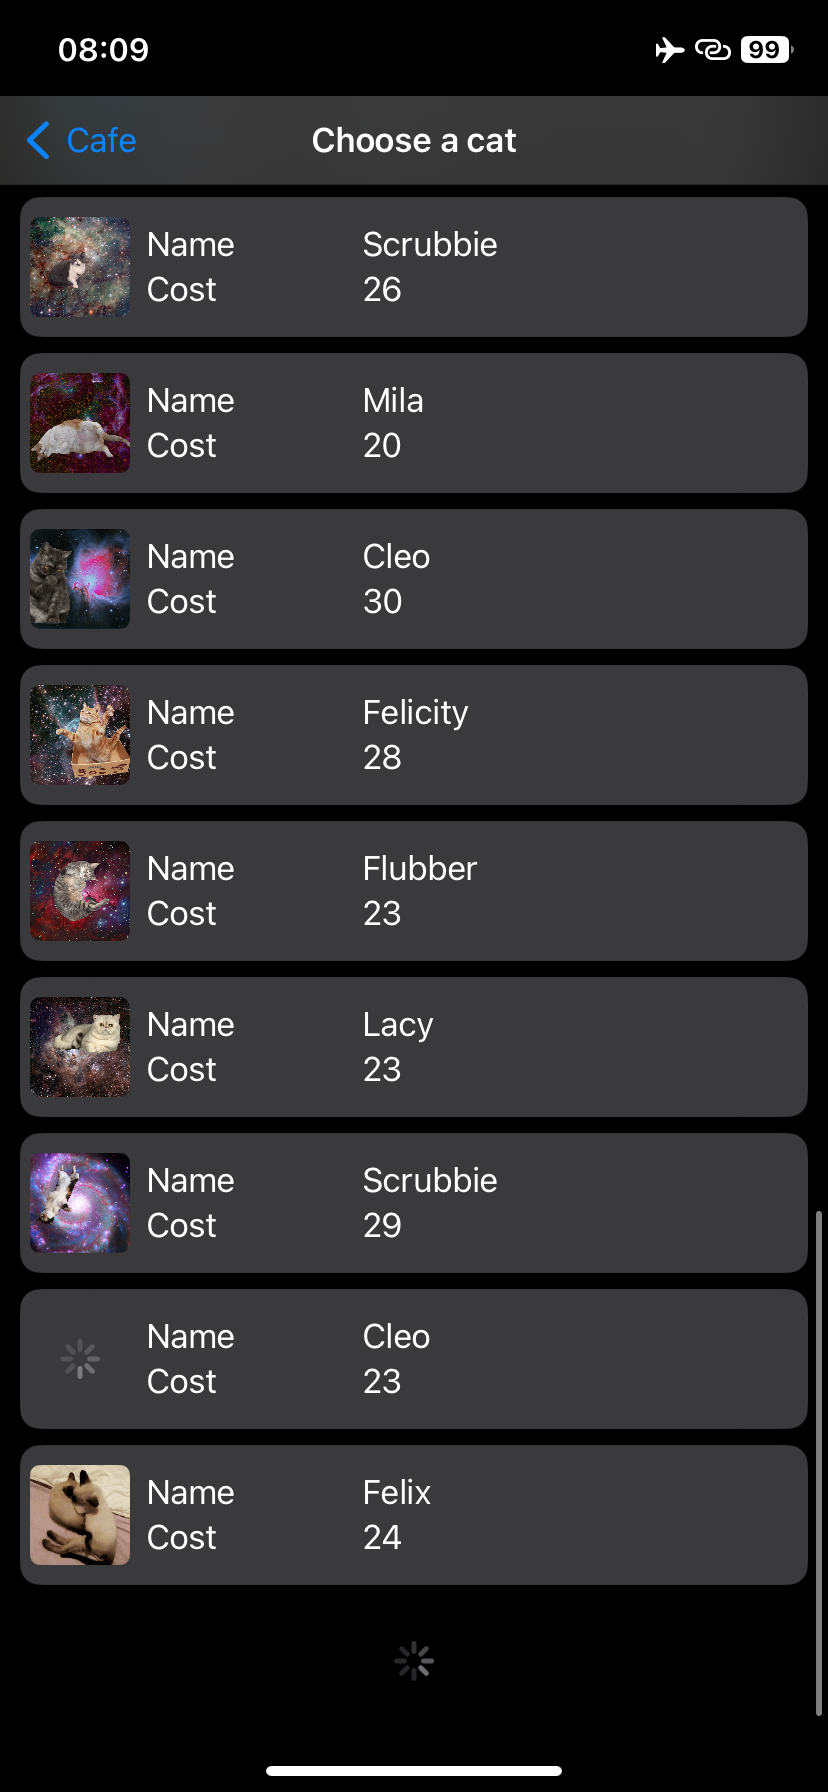 08:09 99
Cafe Choose a cat
Name Scrubbie
Cost 26
Name Mila
Cost 20
Name Cleo
Cost 30
Name Felicity
Cost 28
Name Flubber
Cost 23
Name Lacy
Cost 23
Name Scrubbie
Cost 29
Name Cleo
Cost 23
Name Felix
Cost 24